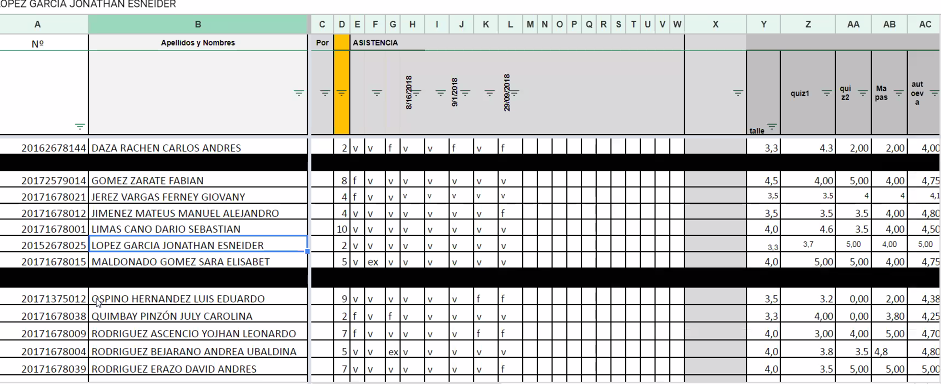 LOPEZ GARCIA JONATHAN ESNEIDER
A B C D E F G H I J K L M N O P Q R S T U V W X Y Z AA AB AC
Nº Apellidos y Nombres Por ASISTENCIA
8/16/2018 9/1/2018 29/09/2018 talle quiz1 qui z2 Ma pas aut oev a
20162678144 DAZA RACHEN CARLOS ANDRES 2 v v f v v f v f 3,3 4.3 2,00 2,00 4,00
20172579014 GOMEZ ZARATE FABIAN 8 f v v v v v v v 4,5 4,00 5,00 4,00 4,75
20171678021 JEREZ VARGAS FERNEY GIOVANY 4 f v v v v v v v 3,5 3.5 4 4 4,1
20171678012 JIMENEZ MATEUS MANUEL ALEJANDRO 4 v v v v v v v f 3,5 3.5 3.5 4,00 4,80
20171678001 LIMAS CANO DARIO SEBASTIAN 10 v v v v v v v v 4,0 4.6 3.5 4,00 4,50
20152678025 LOPEZ GARCIA JONATHAN ESNEIDER 2 v v v v v v v v 3,3 3,7 5,00 4,00 5,00
20171678015 MALDONADO GOMEZ SARA ELISABET 5 v ex v v v v v v 4,0 5,00 5,00 4,00 4,75
20171375012 OSPINO HERNANDEZ LUIS EDUARDO 9 v v v v v v f f 3,5 3.2 0,00 2,00 4,38
20171678038 QUIMBAY PINZÓN JULY CAROLINA 2 f v f v v v v v 3,3 4,00 0,00 3,80 4,25
20171678009 RODRIGUEZ ASCENCIO YOJHAN LEONARDO 7 f v v v v v f f 4,0 3,00 4,00 5,00 4,70
20171678004 RODRIGUEZ BEJARANO ANDREA UBALDINA 5 v v ex v v v v v 4,0 3.8 3.5 4,8 4,80
20171678039 RODRIGUEZ ERAZO DAVID ANDRES 7 v v v v v v v f 4,0 3.5 5,00 5,00 5,00